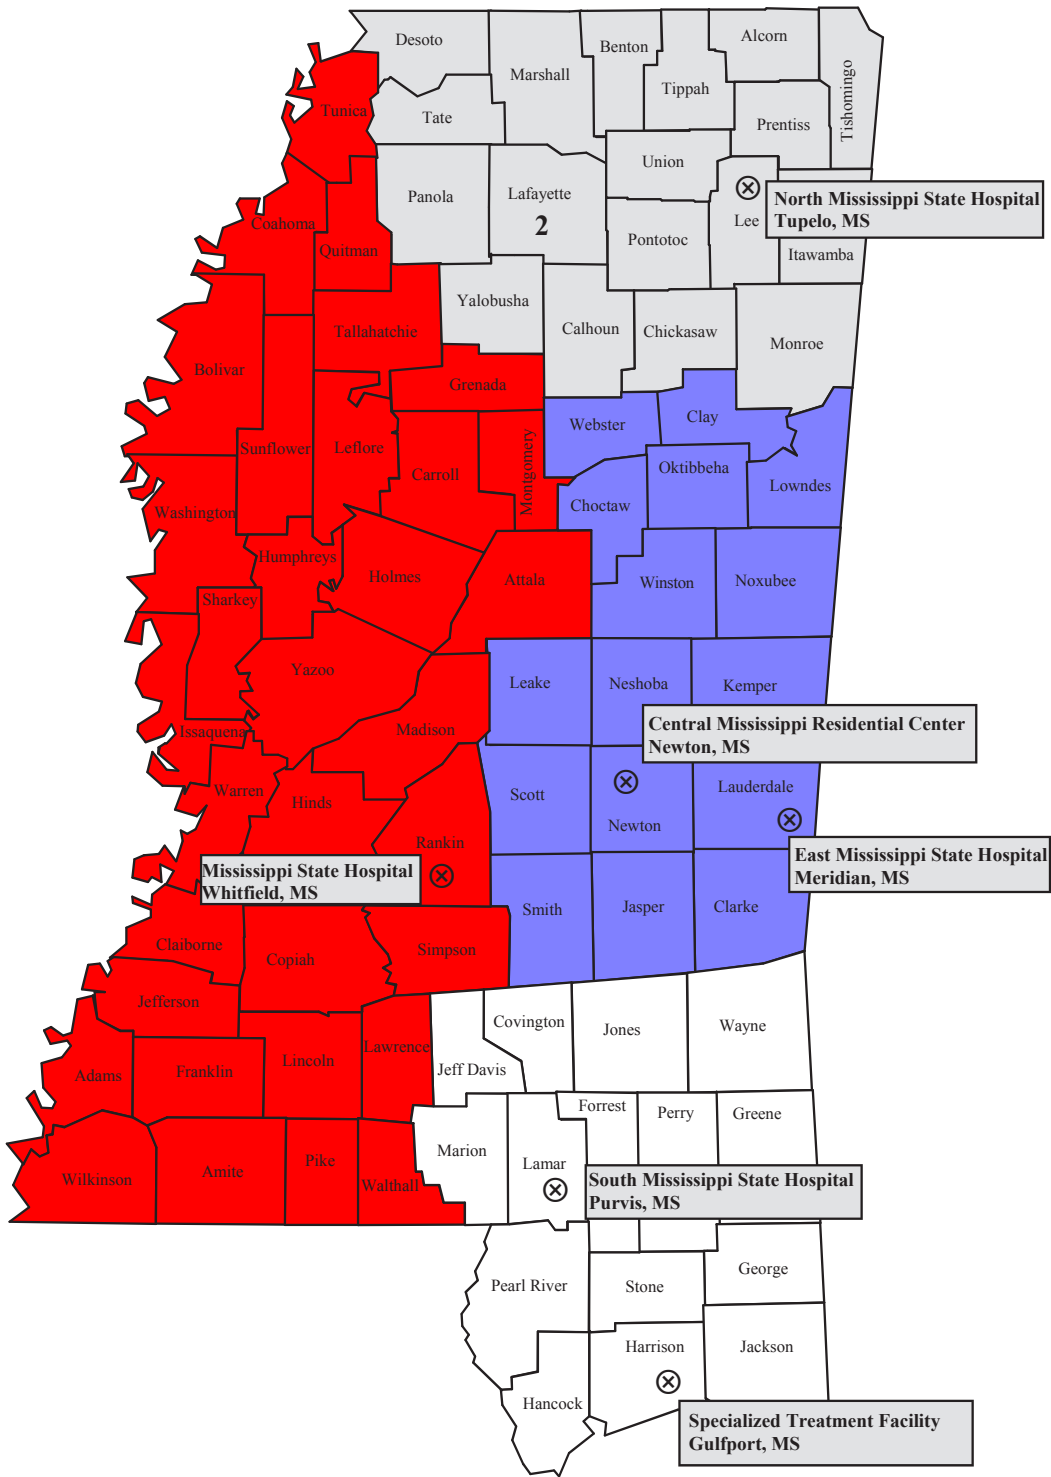 Desoto
Marshall
Benton
Alcorn
Tippah
Tishomingo
Tunica
Tate
Prentiss
Union
Panola
Lafayette
2
Lee
North Mississippi State Hospital
Tupelo, MS
Coahoma
Quitman
Pontotoc
Itawamba
Yalobusha
Tallahatchie
Calhoun
Chickasaw
Monroe
Bolivar
Grenada
Webster
Clay
Sunflower
Leflore
Carroll
Montgomery
Oktibbeha
Lowndes
Choctaw
Washington
Humphreys
Holmes
Attala
Winston
Noxubee
Sharkey
Yazoo
Leake
Neshoba
Kemper
Issaquena
Madison
Central Mississippi Residential Center
Newton, MS
Warren
Hinds
Scott
Lauderdale
Newton
Rankin
East Mississippi State Hospital
Meridian, MS
Mississippi State Hospital
Whitfield, MS
Smith
Jasper
Clarke
Claiborne
Copiah
Simpson
Jefferson
Covington
Jones
Wayne
Lawrence
Lincoln
Jeff Davis
Adams
Franklin
Forrest
Perry
Greene
Marion
Lamar
Wilkinson
Amite
Pike
Walthall
South Mississippi State Hospital
Purvis, MS
Pearl River
Stone
George
Harrison
Jackson
Hancock
Specialized Treatment Facility
Gulfport, MS